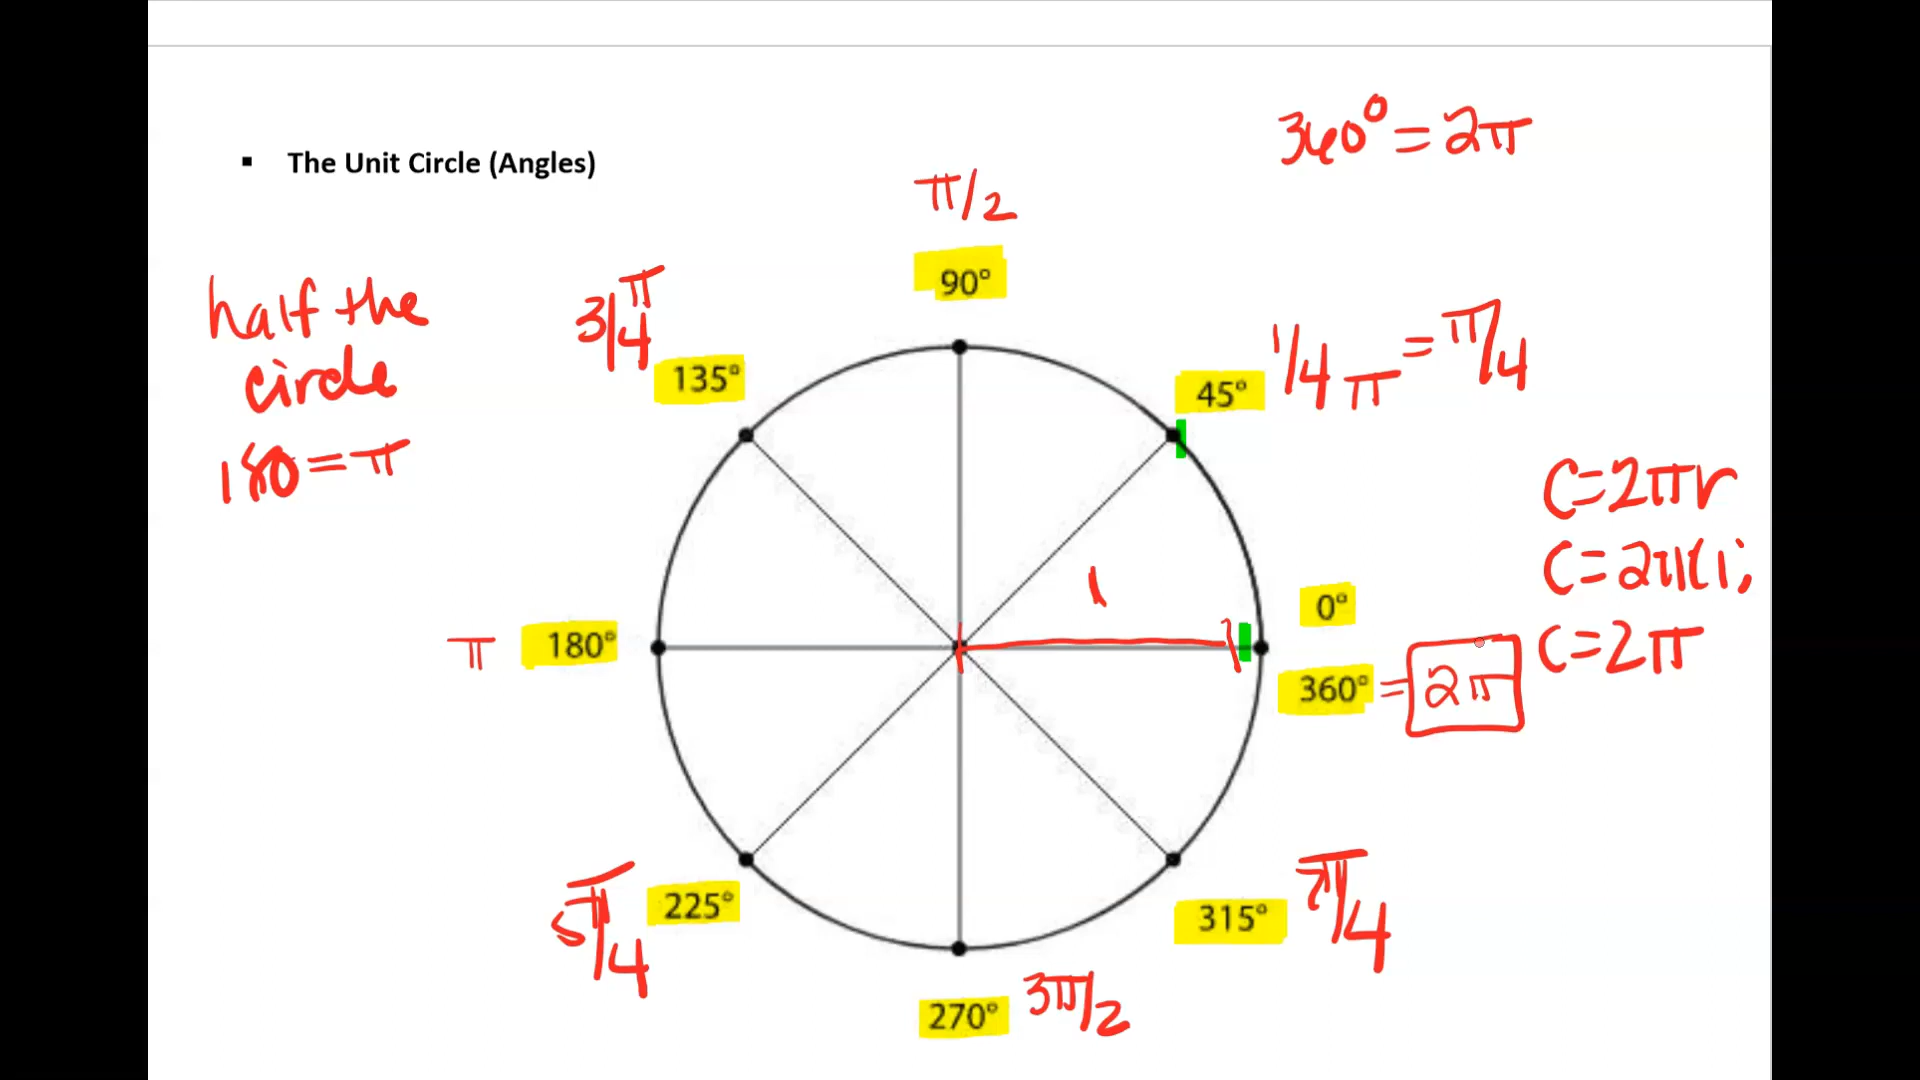 360° = 2π
▪ The Unit Circle (Angles)
π/2
90°
half the
circle
180 = π
3/4 π
135°
45°
1/4 π = π/4
C=2πr
C=2π(1)
C=2π
1
0°
π
180°
360° = 2π
5π/4
225°
315°
7π/4
270°
3π/2